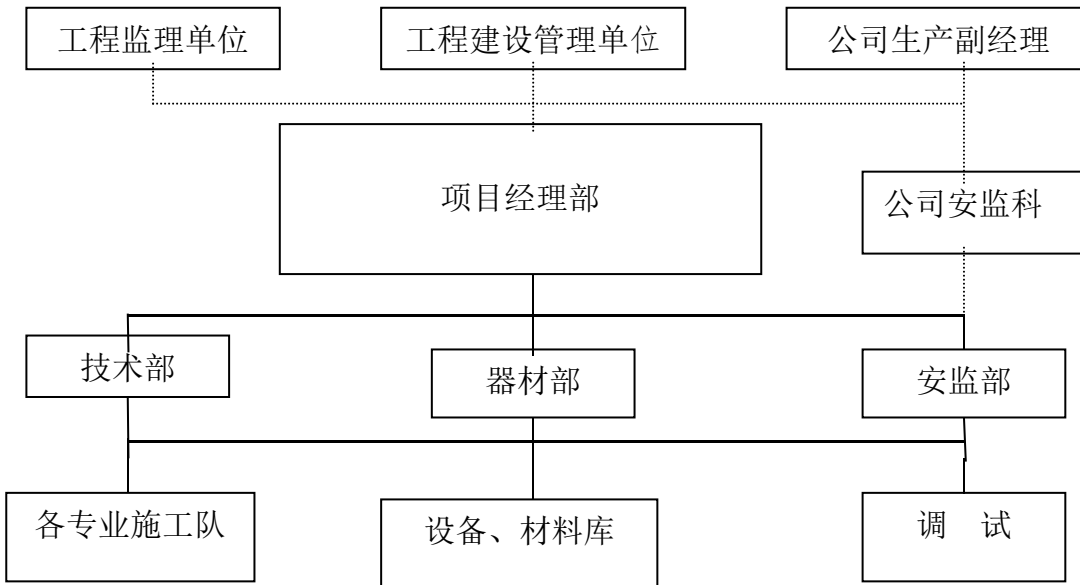 工程监理单位
工程建设管理单位
公司生产副经理
项目经理部
公司安监科
技术部
器材部
安监部
各专业施工队
设备、材料库
调 试